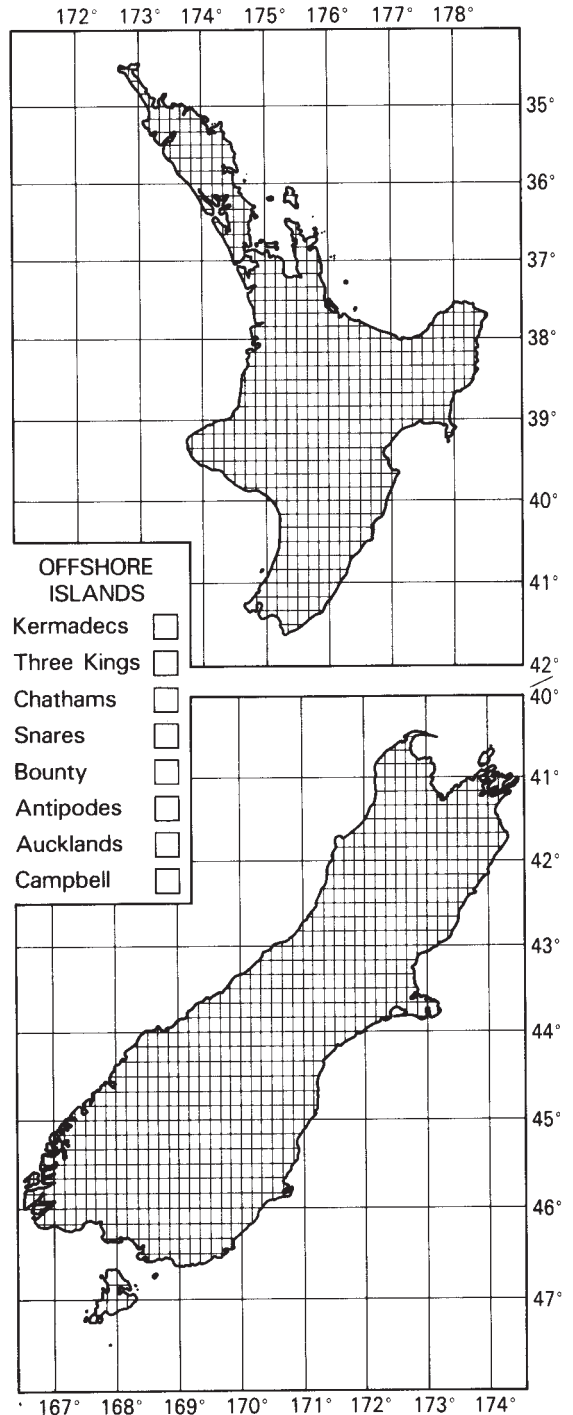 172° 173° 174° 175° 176° 177° 178°
35°
36°
37°
38°
39°
40°
41°
42°
OFFSHORE
ISLANDS
Kermadecs
Three Kings
Chathams
Snares
Bounty
Antipodes
Aucklands
Campbell
40°
41°
42°
43°
44°
45°
46°
47°
167° 168° 169° 170° 171° 172° 173° 174°